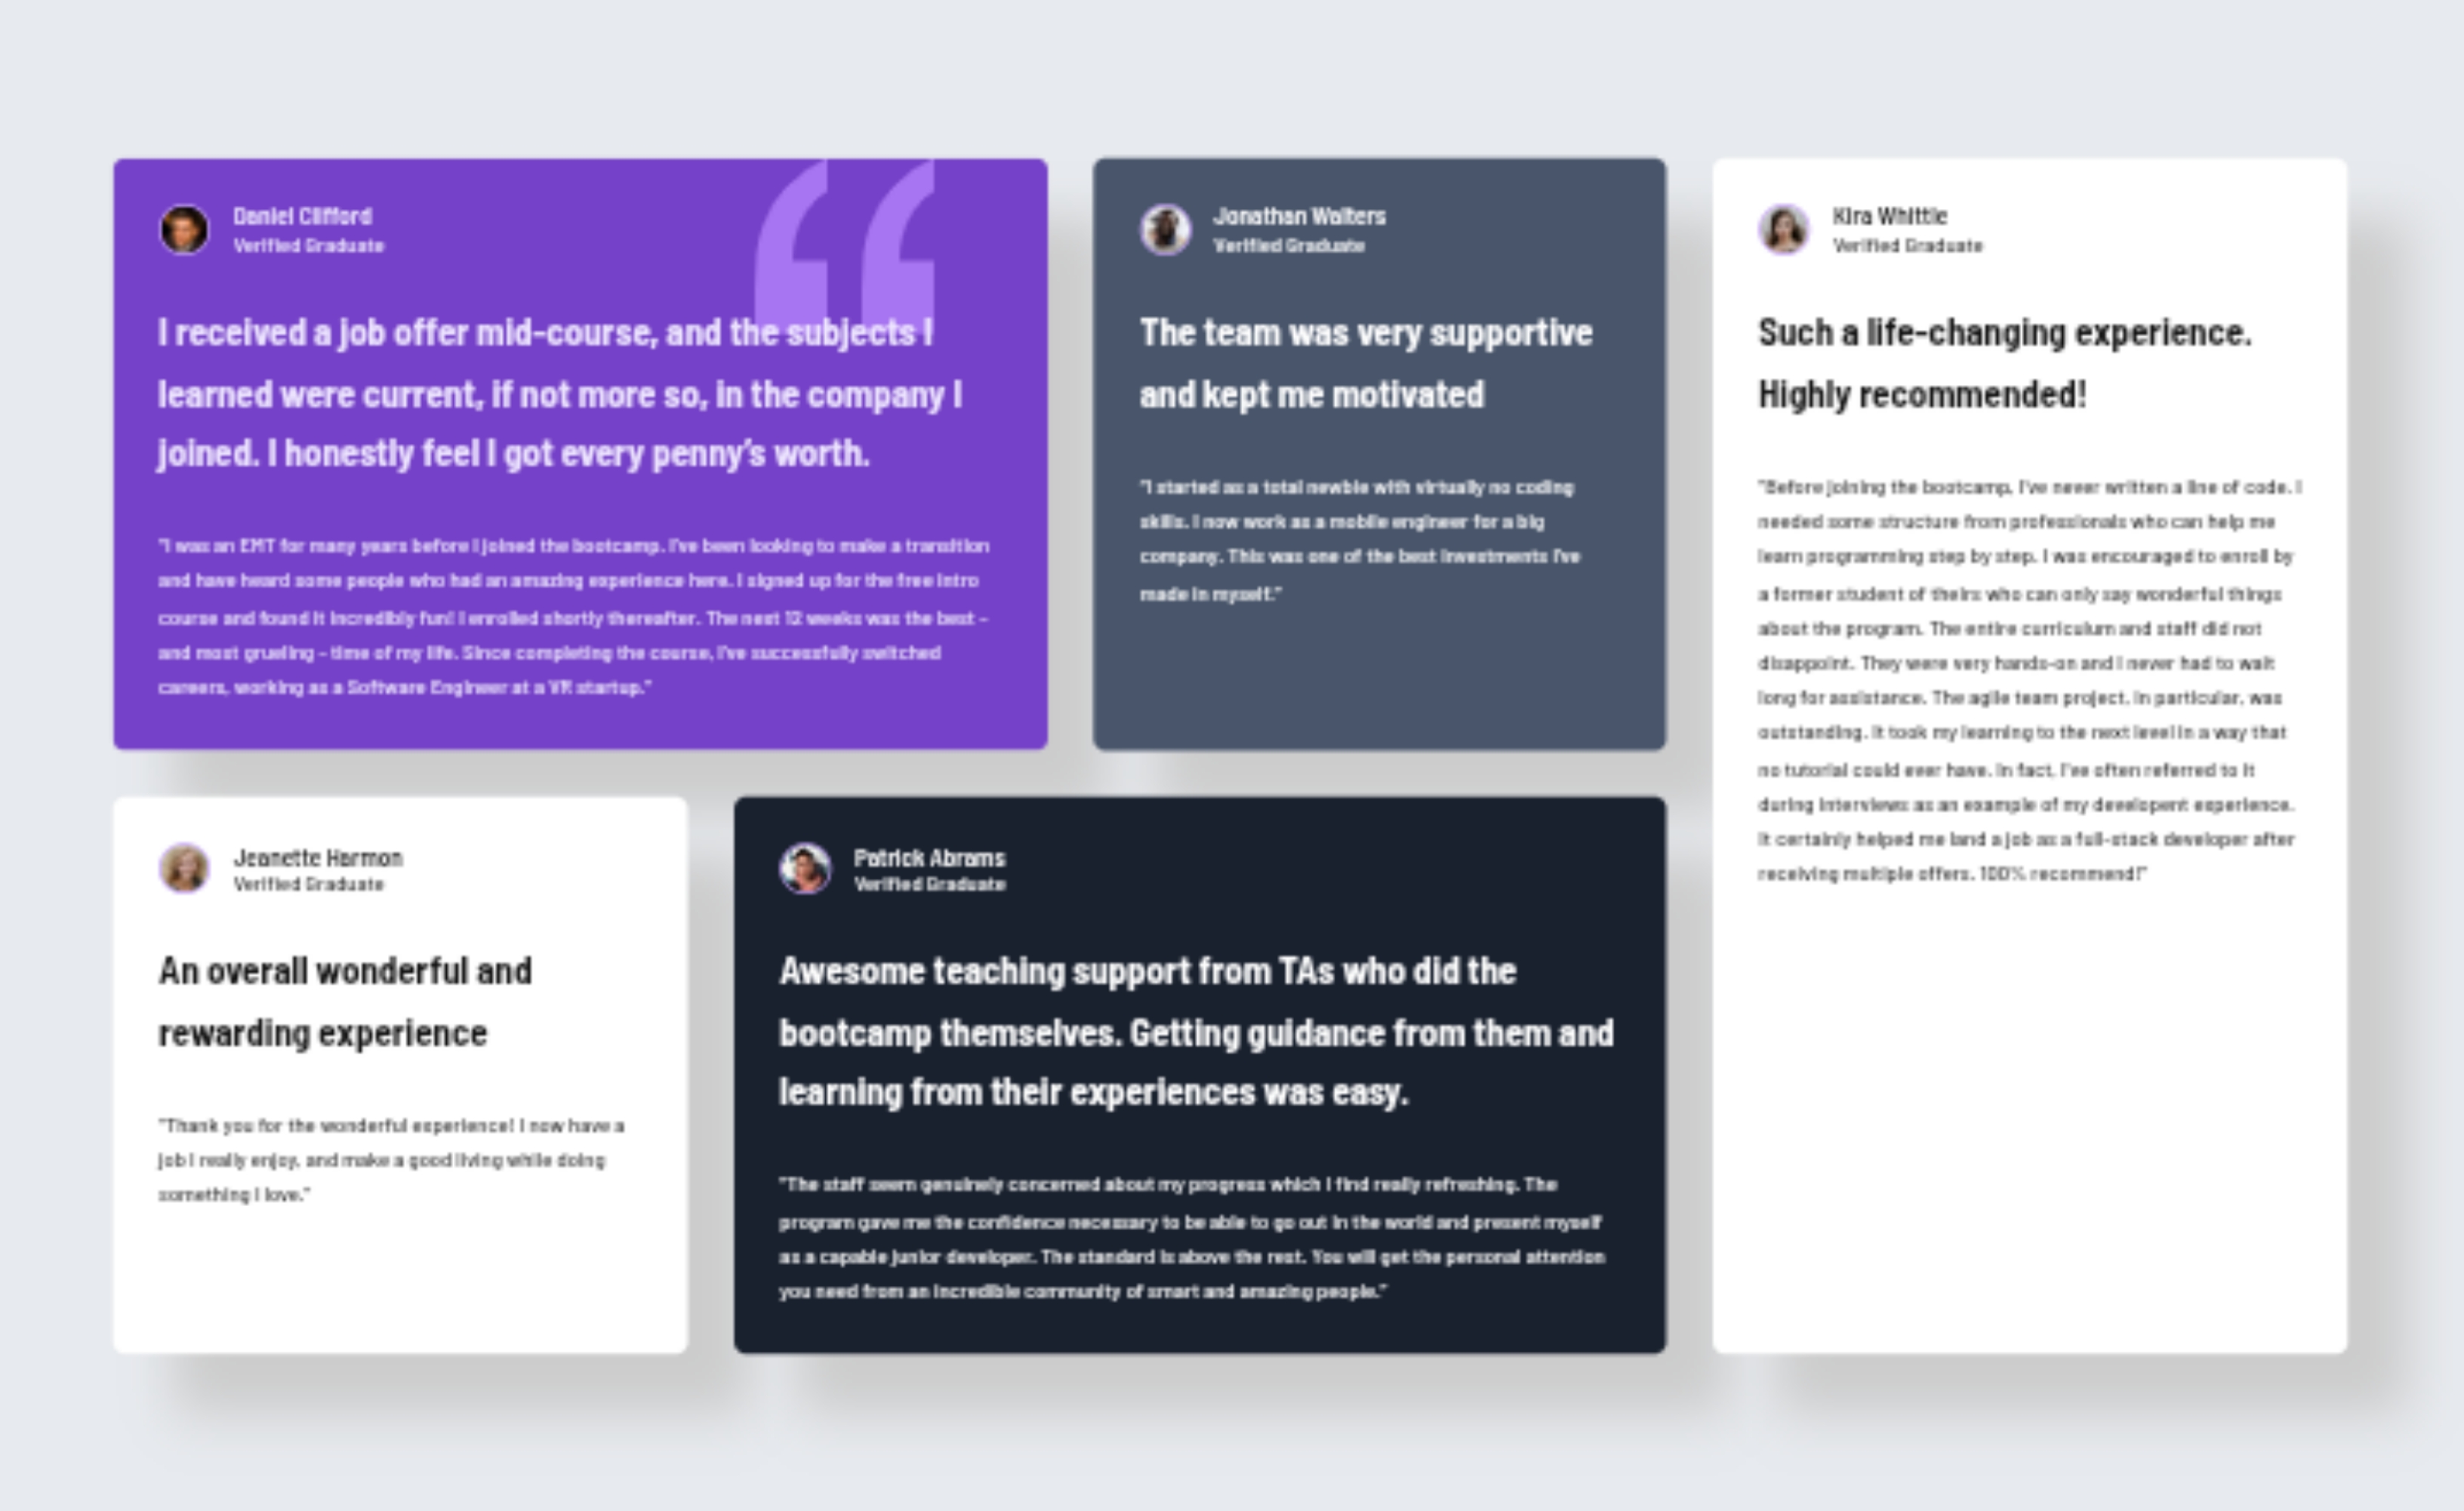 Daniel Clifford
Verified Graduate
I received a job offer mid-course, and the subjects I
learned were current, if not more so, in the company I
joined. I honestly feel I got every penny’s worth.
"I was an EMT for many years before I joined the bootcamp. I've been looking to make a transition
and have heard some people who had an amazing experience here. I signed up for the free intro
course and found it incredibly fun! I enrolled shortly thereafter. The next 12 weeks was the best –
and most grueling – time of my life. Since completing the course, I've successfully switched
careers, working as a Software Engineer at a VR startup."
Jonathan Walters
Verified Graduate
The team was very supportive
and kept me motivated
"I started as a total newbie with virtually no coding
skills. I now work as a mobile engineer for a big
company. This was one of the best investments I've
made in myself."
Kira Whittle
Verified Graduate
Such a life-changing experience.
Highly recommended!
"Before joining the bootcamp, I've never written a line of code. I
needed some structure from professionals who can help me
learn programming step by step. I was encouraged to enroll by
a former student of theirs who can only say wonderful things
about the program. The entire curriculum and staff did not
disappoint. They were very hands-on and I never had to wait
long for assistance. The agile team project, in particular, was
outstanding. It took my learning to the next level in a way that
no tutorial could ever have. In fact, I've often referred to it
during interviews as an example of my developent experience.
It certainly helped me land a job as a full-stack developer after
receiving multiple offers. 100% recommend!"
Jeanette Harmon
Verified Graduate
An overall wonderful and
rewarding experience
"Thank you for the wonderful experience! I now have a
job I really enjoy, and make a good living while doing
something I love."
Patrick Abrams
Verified Graduate
Awesome teaching support from TAs who did the
bootcamp themselves. Getting guidance from them and
learning from their experiences was easy.
"The staff seem genuinely concerned about my progress which I find really refreshing. The
program gave me the confidence necessary to be able to go out in the world and present myself
as a capable junior developer. The standard is above the rest. You will get the personal attention
you need from an incredible community of smart and amazing people."